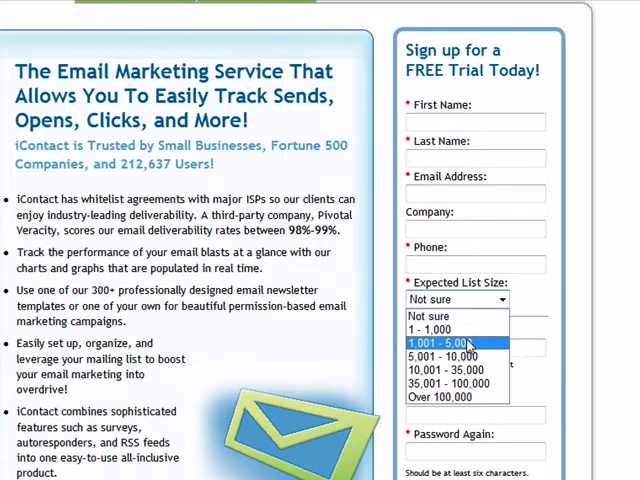 The Email Marketing Service That
Allows You To Easily Track Sends,
Opens, Clicks, and More!
iContact is Trusted by Small Businesses, Fortune 500
Companies, and 212,637 Users!
iContact has whitelist agreements with major ISPs so our clients can
enjoy industry-leading deliverability. A third-party company, Pivotal
Veracity, scores our email deliverability rates between 98%-99%.
Track the performance of your email blasts at a glance with our
charts and graphs that are populated in real time.
Use one of our 300+ professionally designed email newsletter
templates or one of your own for beautiful permission-based email
marketing campaigns.
Easily set up, organize, and
leverage your mailing list to boost
your email marketing into
overdrive!
iContact combines sophisticated
features such as surveys,
autoresponders, and RSS feeds
into one easy-to-use all-inclusive
product.
Sign up for a
FREE Trial Today!
* First Name:
* Last Name:
* Email Address:
Company:
* Phone:
* Expected List Size:
Not sure
Not sure
1 - 1,000
1,001 - 5,000
5,001 - 10,000
10,001 - 35,000
35,001 - 100,000
Over 100,000
* Password Again:
Should be at least six characters.